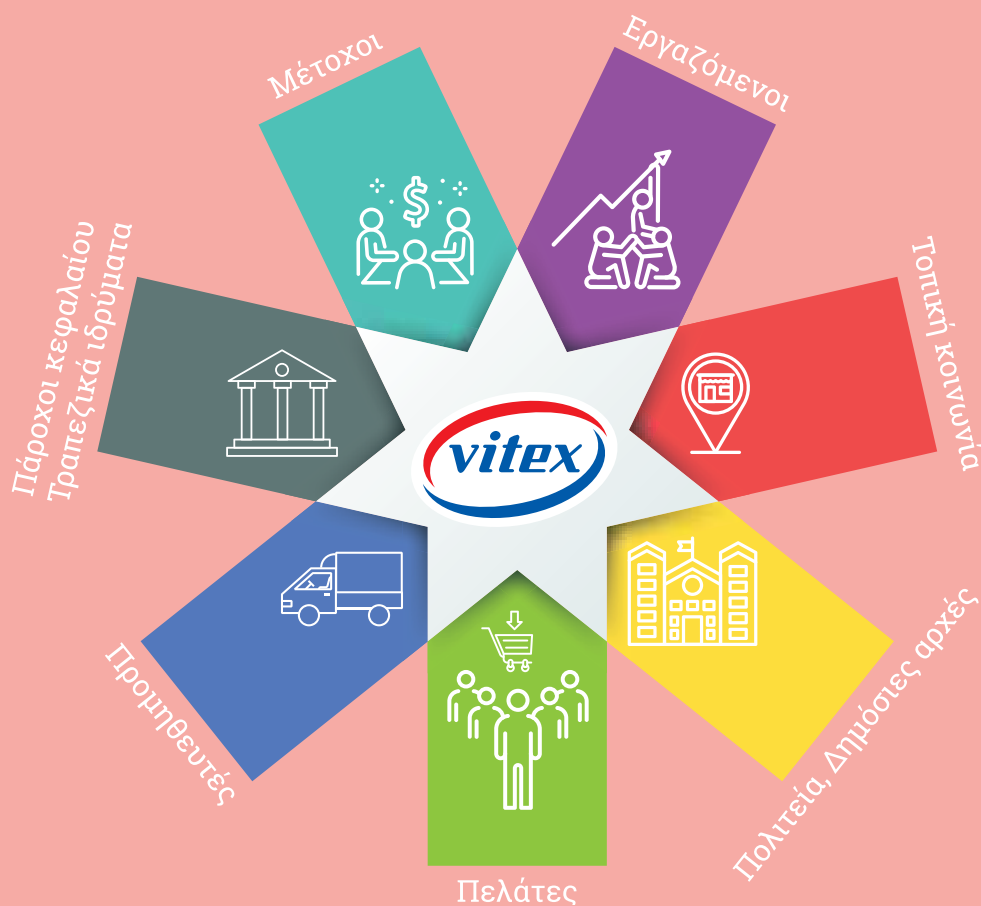 Μέτοχοι
Εργαζόμενοι
Πάροχοι κεφαλαίου
Τραπεζικά ιδρύματα
Τοπική κοινωνία
vitex
Προμηθευτές
Πολιτεία, Δημόσιες αρχές
Πελάτες